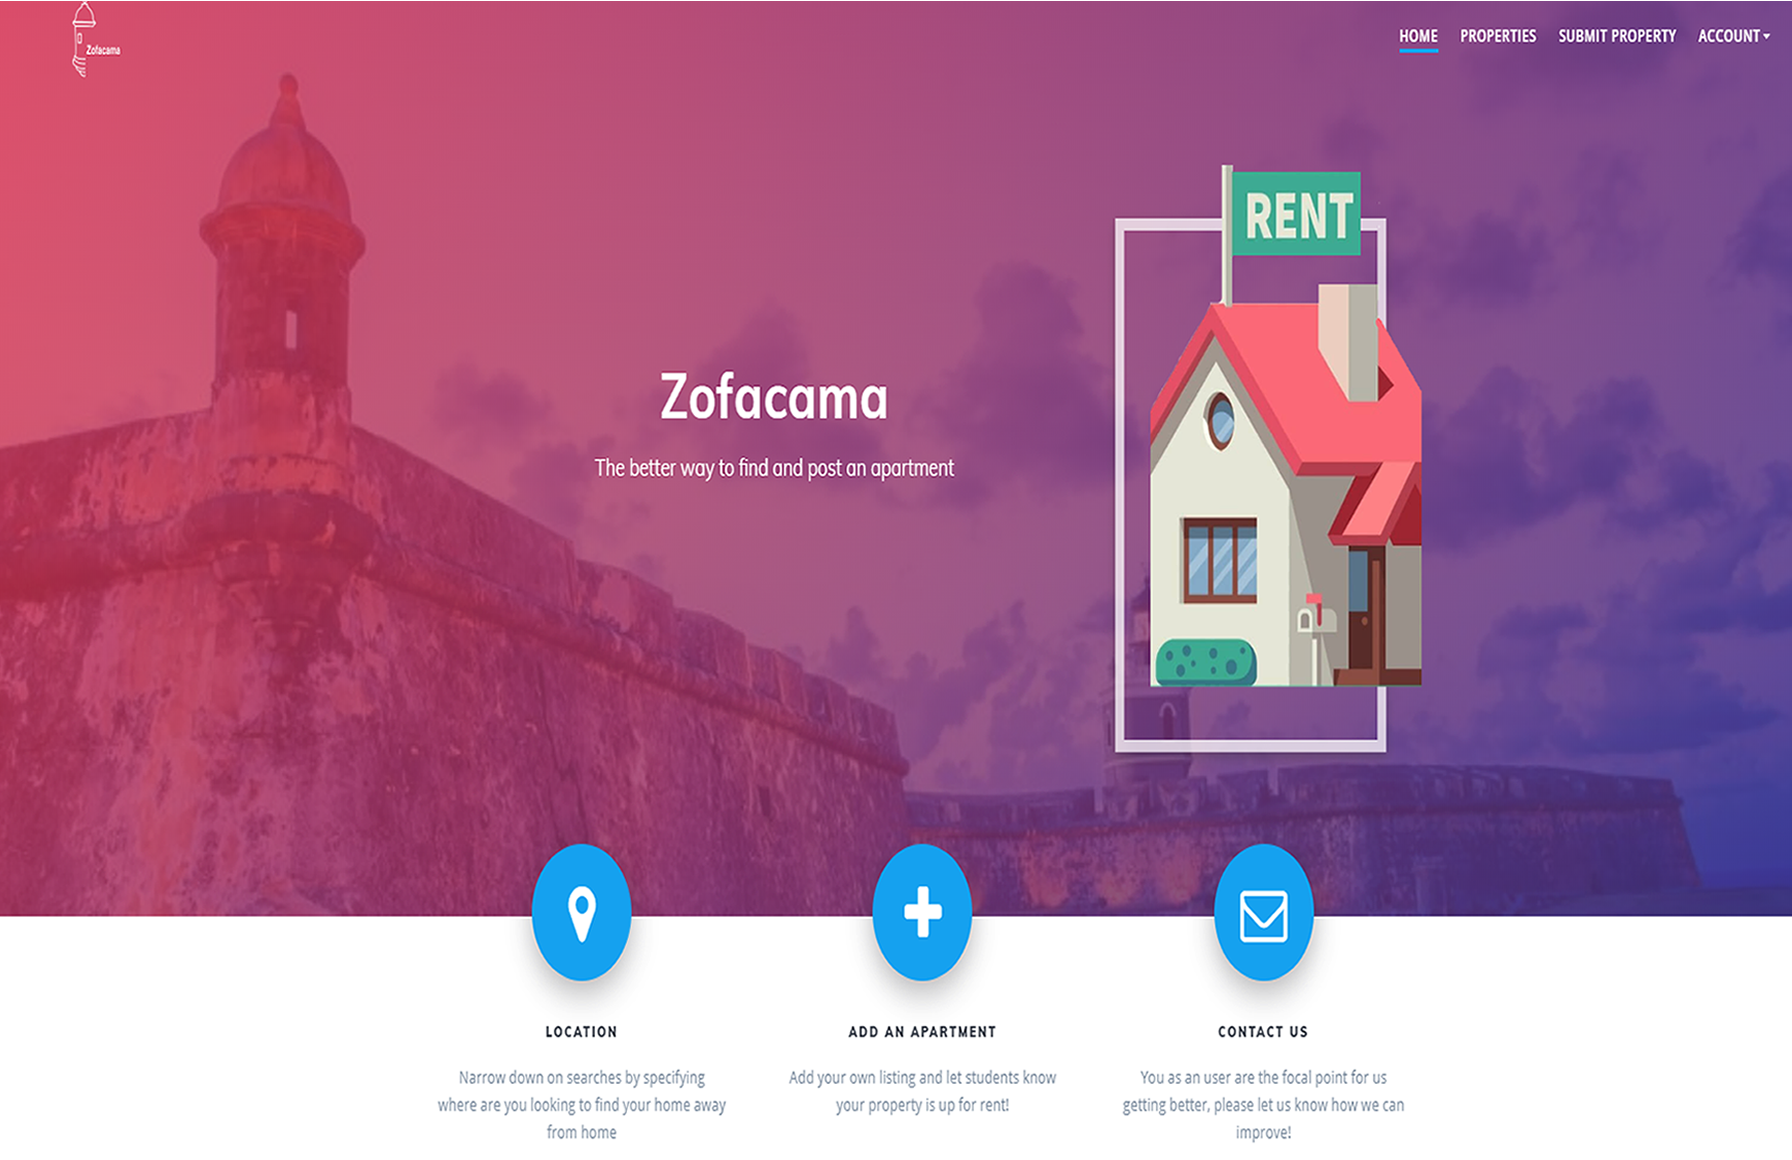 Zofacama
HOME PROPERTIES SUBMIT PROPERTY ACCOUNT
RENT
Zofacama
The better way to find and post an apartment
LOCATION
Narrow down on searches by specifying
where are you looking to find your home away
from home
ADD AN APARTMENT
Add your own listing and let students know
your property is up for rent!
CONTACT US
You as an user are the focal point for us
getting better, please let us know how we can
improve!